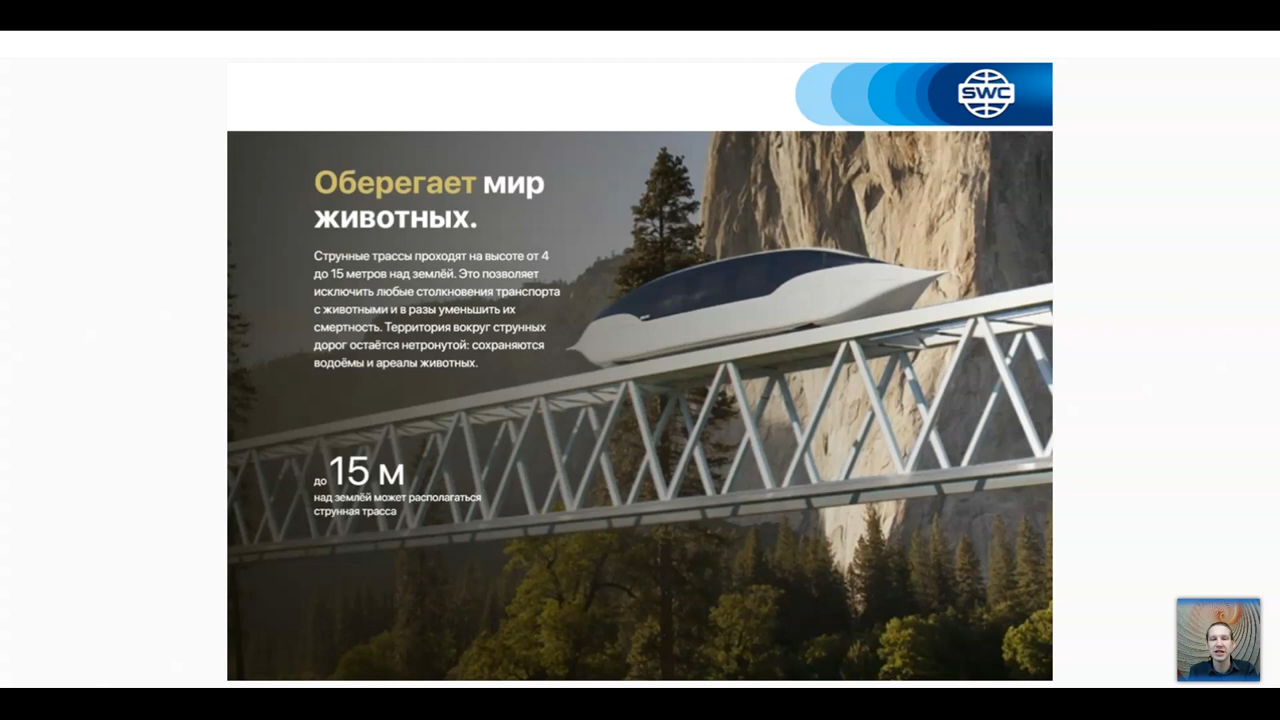 SWC
Оберегает мир
животных.
Струнные трассы проходят на высоте от 4
до 15 метров над землёй. Это позволяет
исключить любые столкновения транспорта
с животными и в разы уменьшить их
смертность. Территория вокруг струнных
дорог остаётся нетронутой: сохраняются
водоёмы и ареалы животных.
до 15 м
над землёй может располагаться
струнная трасса